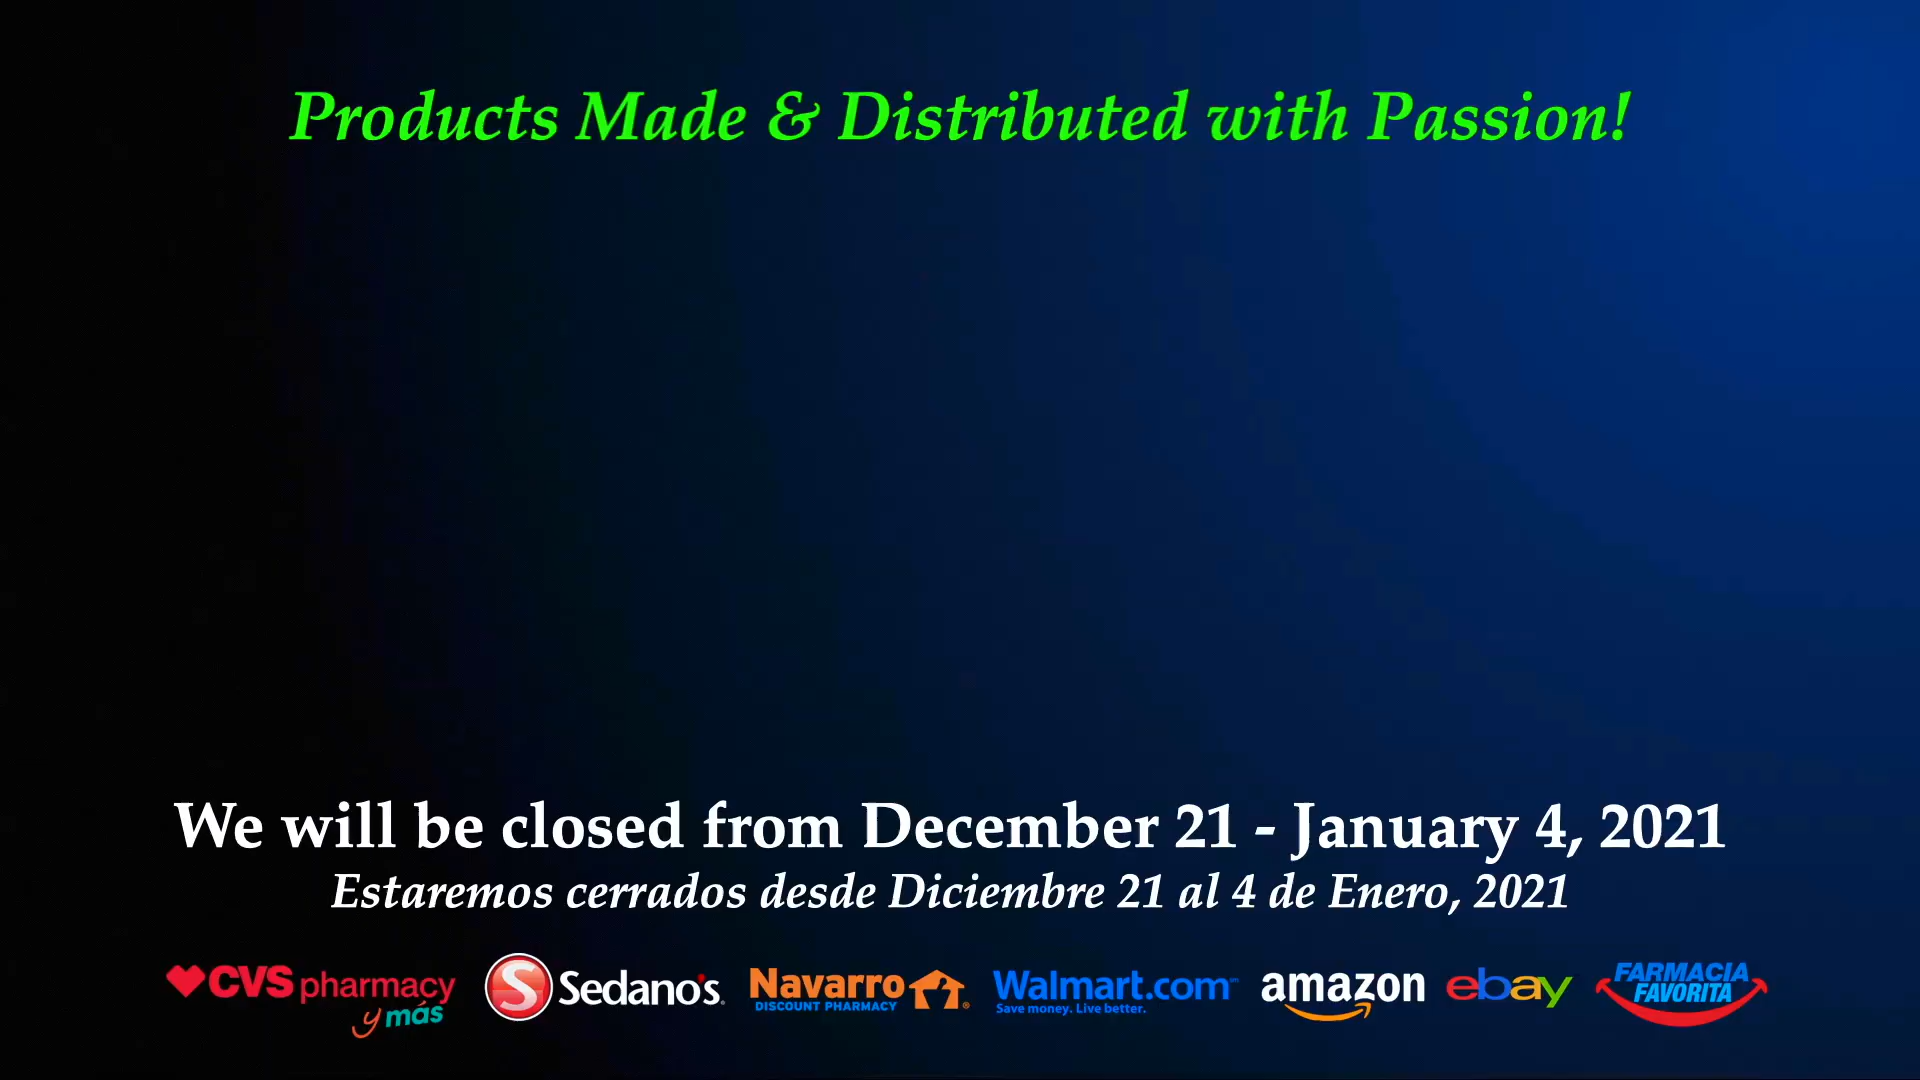 Products Made & Distributed with Passion!
We will be closed from December 21 - January 4, 2021
Estaremos cerrados desde Diciembre 21 al 4 de Enero, 2021
CVS pharmacy
y más
S Sedano's
Navarro
DISCOUNT PHARMACY
Walmart.com
Save money. Live better.
amazon
ebay
FARMACIA
FAVORITA